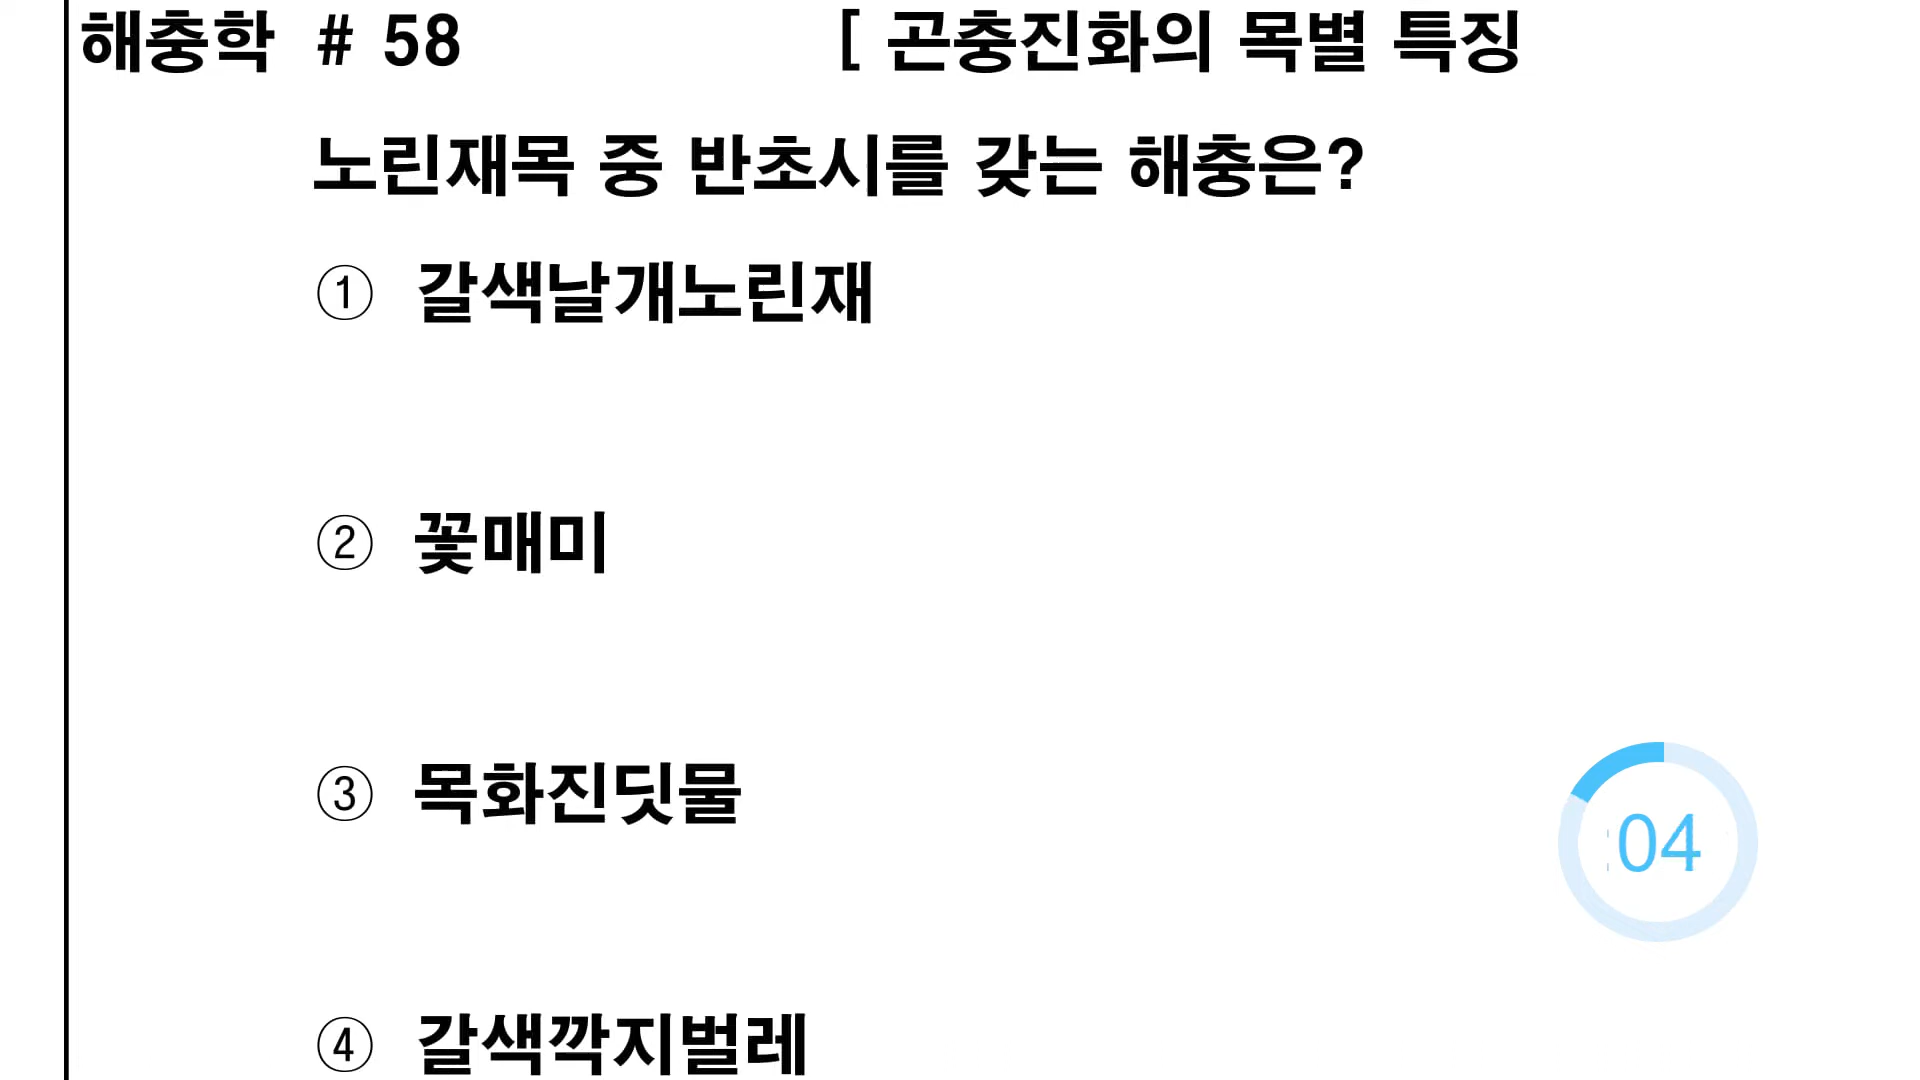 해충학 # 58 [ 곤충진화의 목별 특징
노린재목 중 반초시를 갖는 해충은?
① 갈색날개노린재
② 꽃매미
③ 목화진딧물
:04
④ 갈색깍지벌레